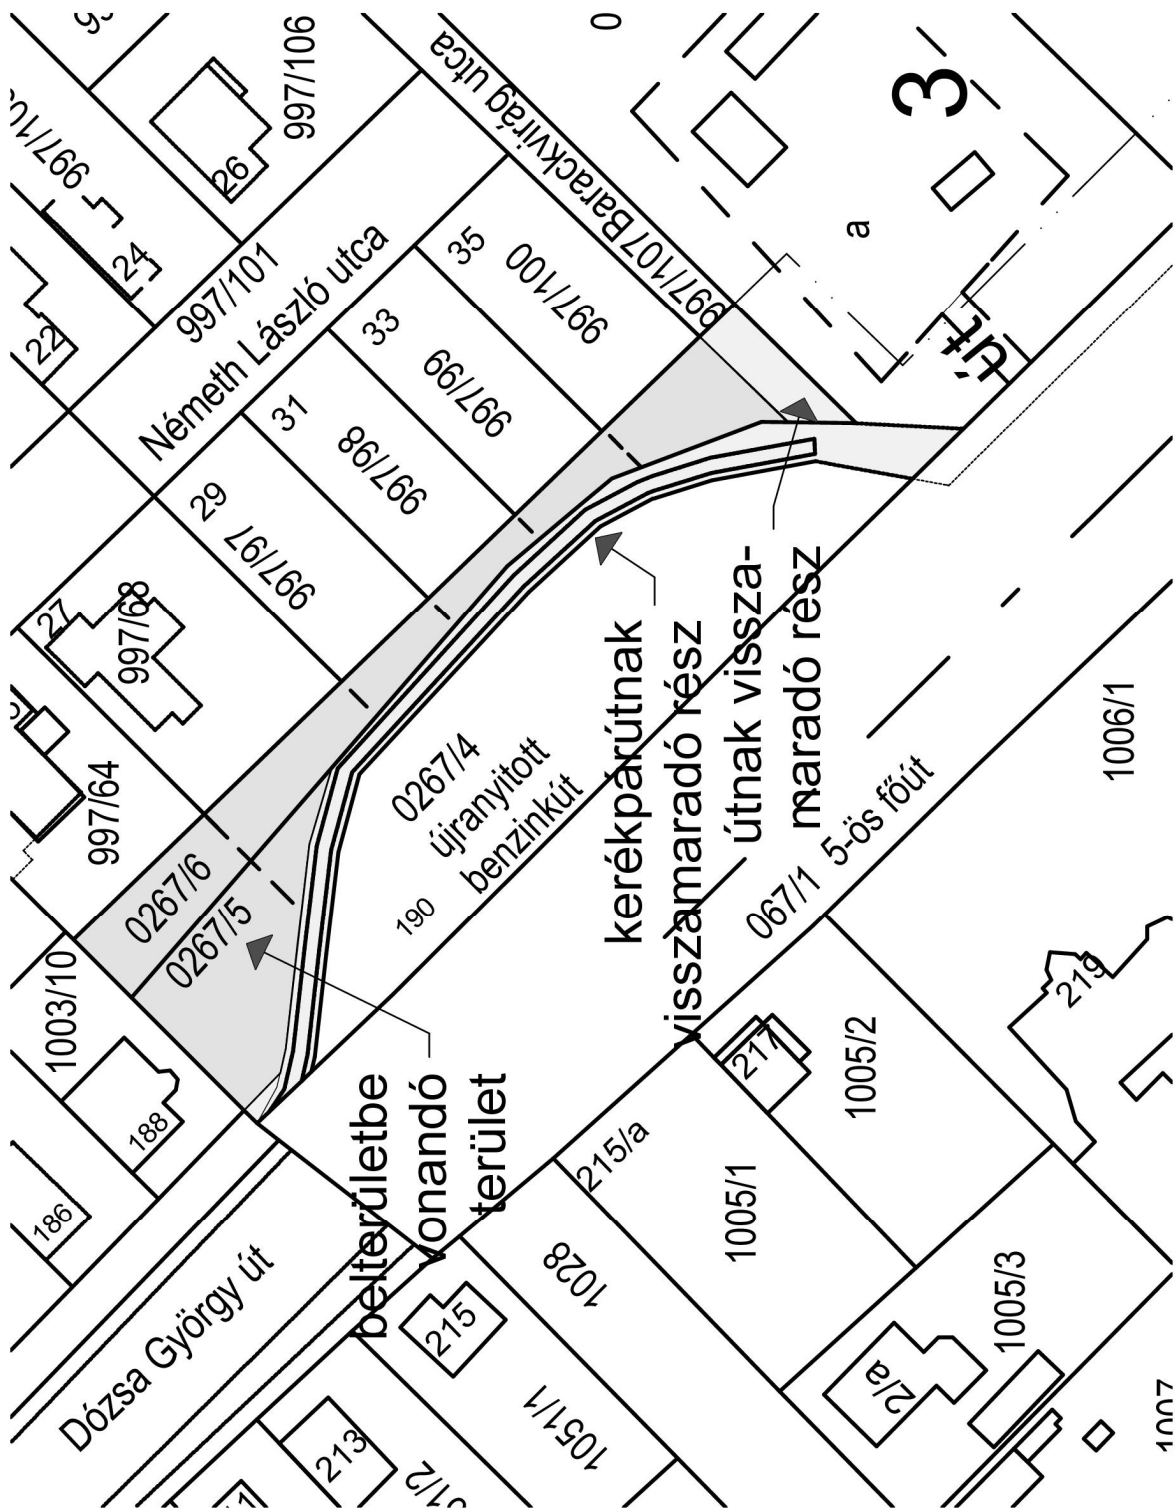 997/106
26
24
22
997/101
Németh László utca
Barackvirág utca
997/107
35
997/100
33
997/99
31
997/98
29
997/97
27
997/68
997/64
0267/6
0267/5
1003/10
188
186
0267/4
újranyitott
benzinkút
190
kerékpárútnak
visszamaradó rész
útnak vissza-
maradó rész
belterületbe
vonandó
terület
067/1 5-ös főút
1006/1
219
217
1005/2
215/a
1005/1
1028
1005/3
2/a
215
1051/1
213
Dózsa György út
1007
0
3
a
út